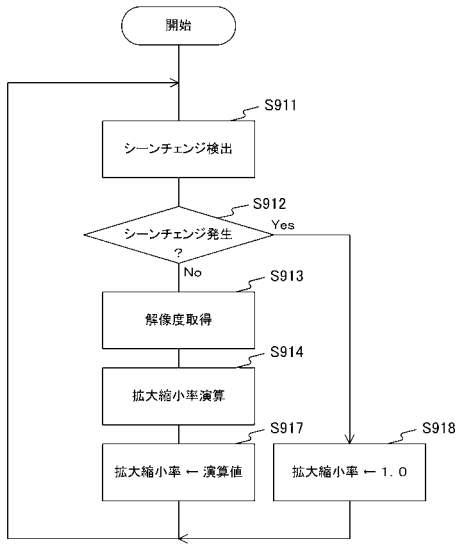 開始
S911
シーンチェンジ検出
S912
シーンチェンジ発生
?
Yes
No
S913
解像度取得
S914
拡大縮小率演算
S917
拡大縮小率 ← 演算値
S918
拡大縮小率 ← 1.0